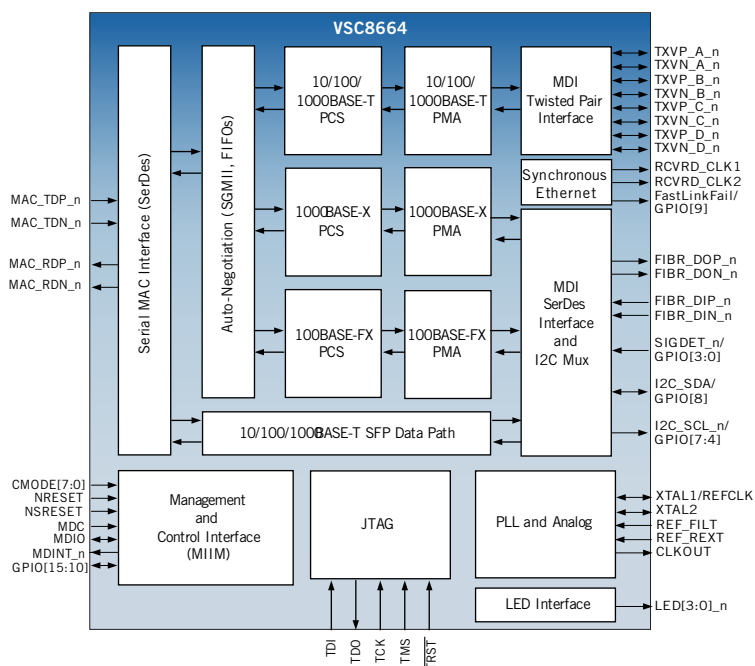 VSC8664
Serial MAC Interface (SerDes)
Auto-Negotiation (SGMII, FIFOs)
10/100/
1000BASE-T
PCS
10/100/
1000BASE-T
PMA
MDI
Twisted Pair
Interface
TXVP_A_n
TXVN_A_n
TXVP_B_n
TXVN_B_n
TXVP_C_n
TXVN_C_n
TXVP_D_n
TXVN_D_n
Synchronous
Ethernet
RCVRD_CLK1
RCVRD_CLK2
FastLinkFail/
GPIO[9]
MAC_TDP_n
MAC_TDN_n
MAC_RDP_n
MAC_RDN_n
1000BASE-X
PCS
1000BASE-X
PMA
100BASE-FX
PCS
100BASE-FX
PMA
MDI
SerDes
Interface
and
I2C Mux
FIBR_DOP_n
FIBR_DON_n
FIBR_DIP_n
FIBR_DIN_n
SIGDET_n/
GPIO[3:0]
I2C_SDA/
GPIO[8]
I2C_SCL_n/
GPIO[7:4]
10/100/1000BASE-T SFP Data Path
CMODE[7:0]
NRESET
NSRESET
MDC
MDIO
MDINT_n
GPIO[15:10]
Management
and
Control Interface
(MIIM)
JTAG
PLL and Analog
XTAL1/REFCLK
XTAL2
REF_FILT
REF_REXT
CLKOUT
LED Interface
LED[3:0]_n
TDI
TDO
TCK
TMS
TRST